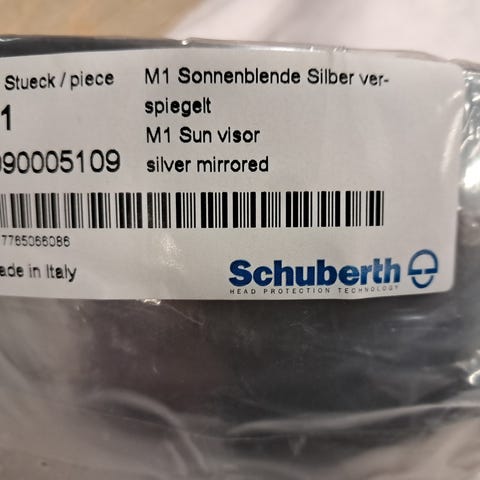 Stueck / piece
1
M1 Sonnenblende Silber ver-
spiegelt
M1 Sun visor
silver mirrored
90005109
7765066086
ade in Italy
Schuberth
HEAD PROTECTION TECHNOLOGY